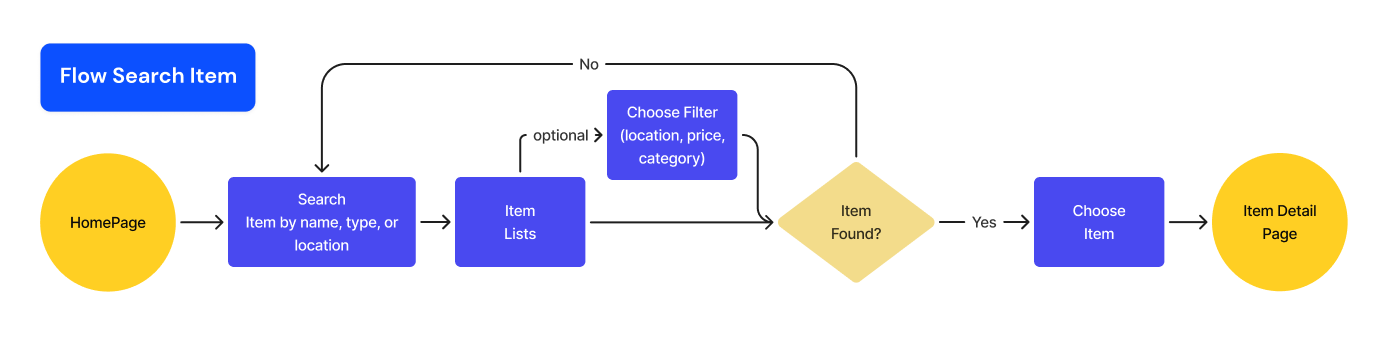 Flow Search Item
No
optional
Choose Filter
(location, price,
category)
HomePage
Search
Item by name, type, or
location
Item
Lists
Item
Found?
Yes
Choose
Item
Item Detail
Page